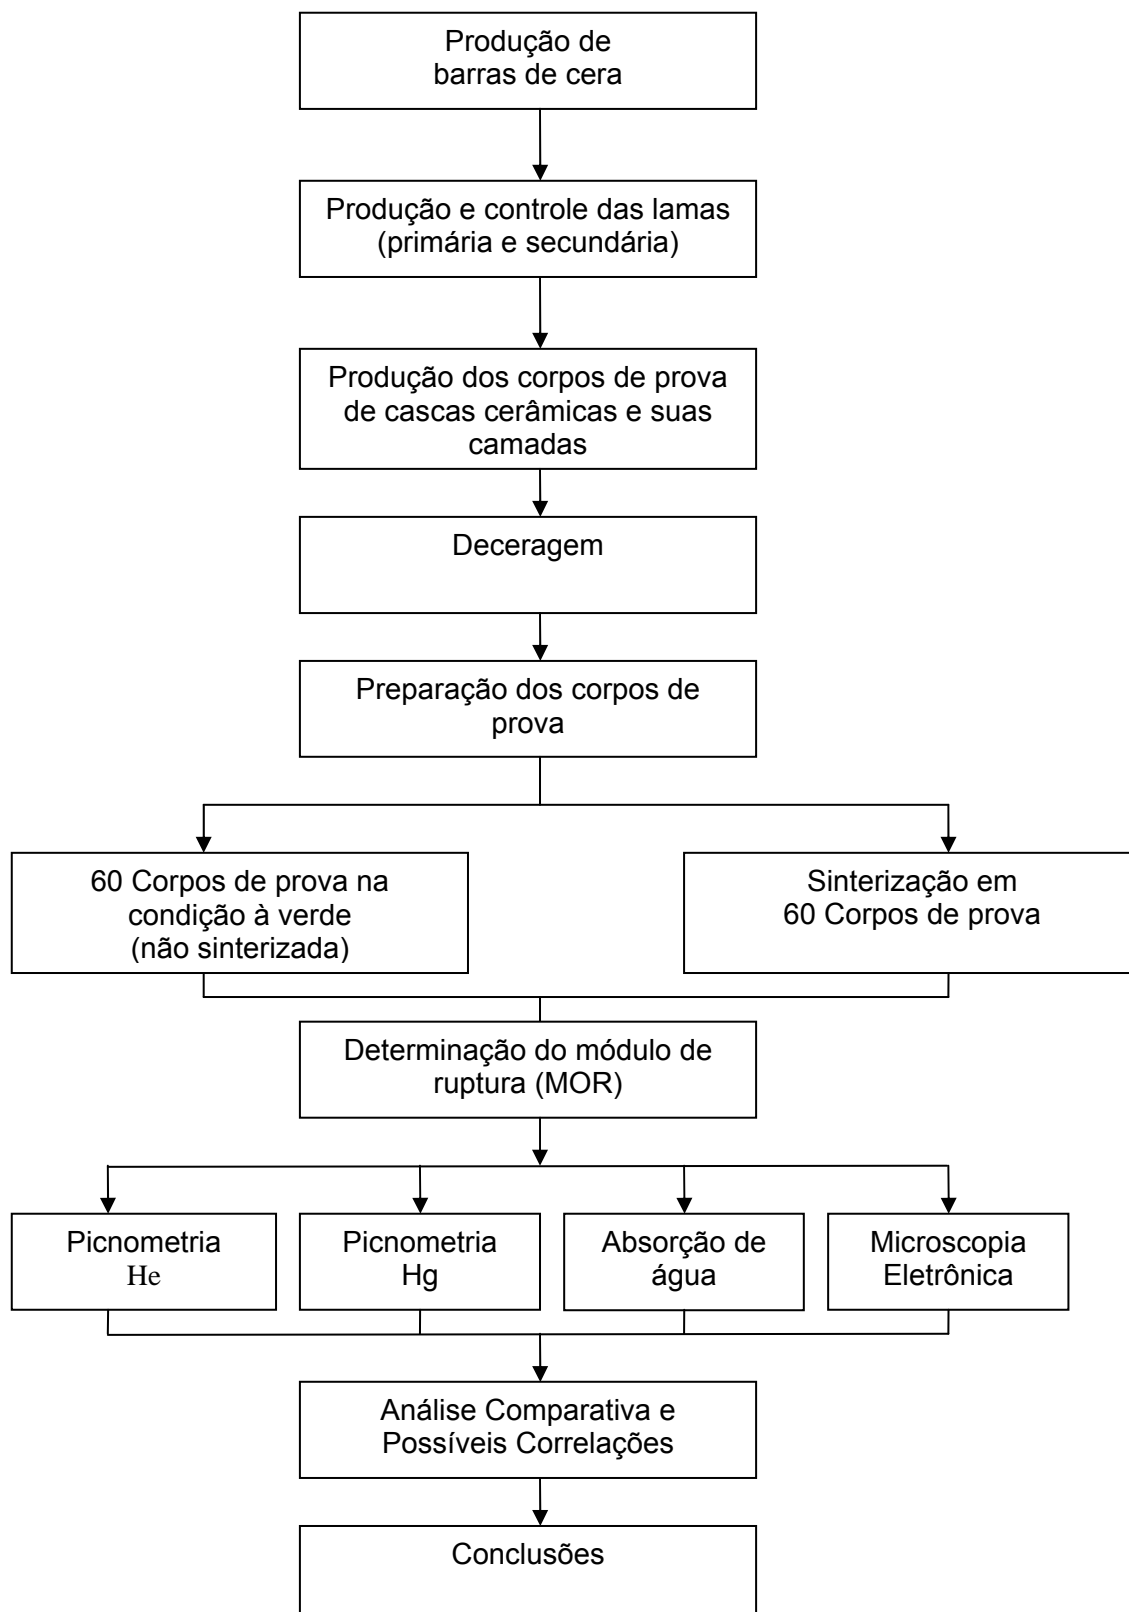 Produção de
barras de cera
Produção e controle das lamas
(primária e secundária)
Produção dos corpos de prova
de cascas cerâmicas e suas
camadas
Deceragem
Preparação dos corpos de
prova
60 Corpos de prova na
condição à verde
(não sinterizada)
Sinterização em
60 Corpos de prova
Determinação do módulo de
ruptura (MOR)
Picnometria
He
Picnometria
Hg
Absorção de
água
Microscopia
Eletrônica
Análise Comparativa e
Possíveis Correlações
Conclusões